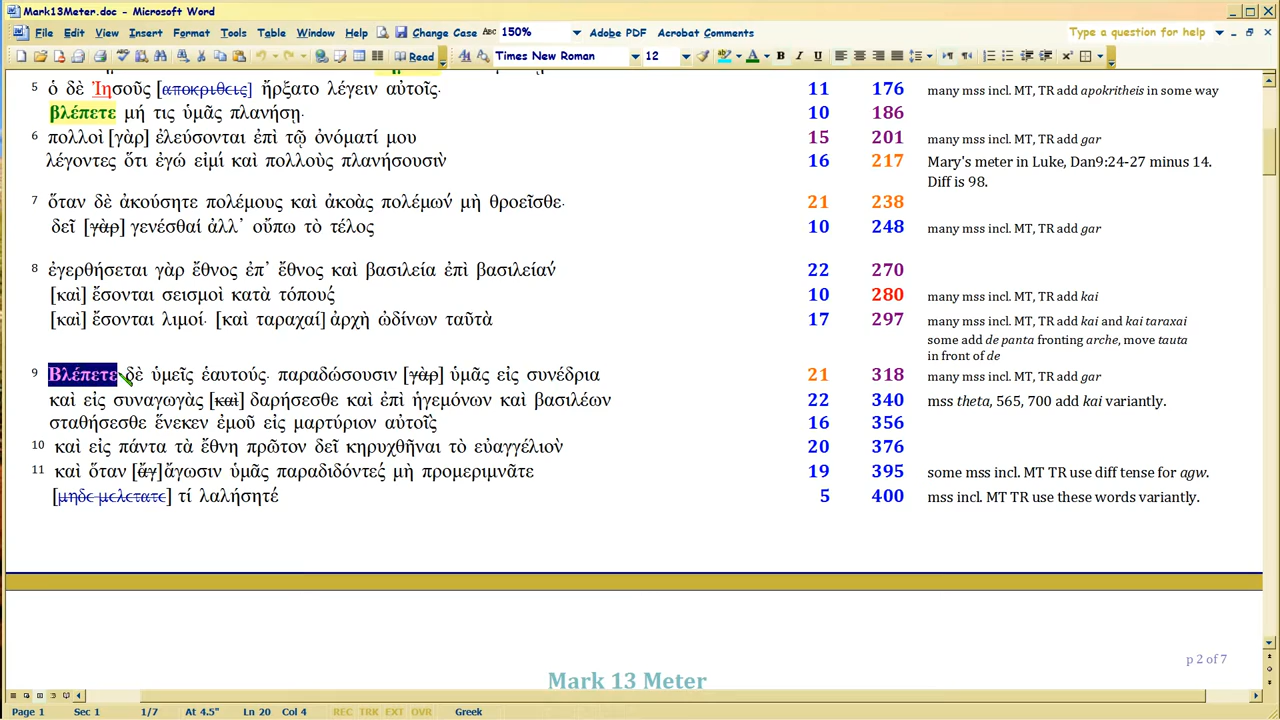 Mark13Meter.doc - Microsoft Word
File Edit View Insert Format Tools Table Window Help Change Case 150% Adobe PDF Acrobat Comments Type a question for help
Read Times New Roman 12
5 ὁ δὲ Ἰησοῦς [αποκριθεις] ἤρξατο λέγειν αὐτοῖς· 11 176 many mss incl. MT, TR add apokritheis in some way
βλέπετε μή τις ὑμᾶς πλανήσῃ· 10 186
6 πολλοὶ [γὰρ] ἐλεύσονται ἐπὶ τῷ ὀνόματί μου 15 201 many mss incl. MT, TR add gar
λέγοντες ὅτι ἐγώ εἰμί καὶ πολλοὺς πλανήσουσιν 16 217 Mary's meter in Luke, Dan9:24-27 minus 14.
Diff is 98.
7 ὅταν δὲ ἀκούσητε πολέμους καὶ ἀκοὰς πολέμων μὴ θροεῖσθε· 21 238
δεῖ [γὰρ] γενέσθαί ἀλλ᾽ οὔπω τὸ τέλος 10 248 many mss incl. MT, TR add gar
8 ἐγερθήσεται γὰρ ἔθνος ἐπ᾽ ἔθνος καὶ βασιλεία ἐπὶ βασιλείαν 22 270
[καὶ] ἔσονται σεισμοὶ κατὰ τόπους 10 280 many mss incl. MT, TR add kai
[καὶ] ἔσονται λιμοί· [καὶ ταραχαί] ἀρχὴ ὠδίνων ταῦτὰ 17 297 many mss incl. MT, TR add kai and kai taraxai
some add de panta fronting arche, move tauta
in front of de
9 Βλέπετε δὲ ὑμεῖς ἑαυτούς· παραδώσουσιν [γὰρ] ὑμᾶς εἰς συνέδρια 21 318 many mss incl. MT, TR add gar
καὶ εἰς συναγωγὰς [καὶ] δαρήσεσθε καὶ ἐπὶ ἡγεμόνων καὶ βασιλέων 22 340 mss theta, 565, 700 add kai variantly.
σταθήσεσθε ἕνεκεν ἐμοῦ εἰς μαρτύριον αὐτοῖς 16 356
10 καὶ εἰς πάντα τὰ ἔθνη πρῶτον δεῖ κηρυχθῆναι τὸ εὐαγγέλιον 20 376
11 καὶ ὅταν [ἄγ]ἄγωσιν ὑμᾶς παραδιδόντες μὴ προμεριμνᾶτε 19 395 some mss incl. MT TR use diff tense for agw.
[μηδε μελετατε] τί λαλήσητέ 5 400 mss incl. MT TR use these words variantly.
p 2 of 7
Mark 13 Meter
Page 1 Sec 1 1/7 At 4.5" Ln 20 Col 4 REC TRK EXT OVR Greek